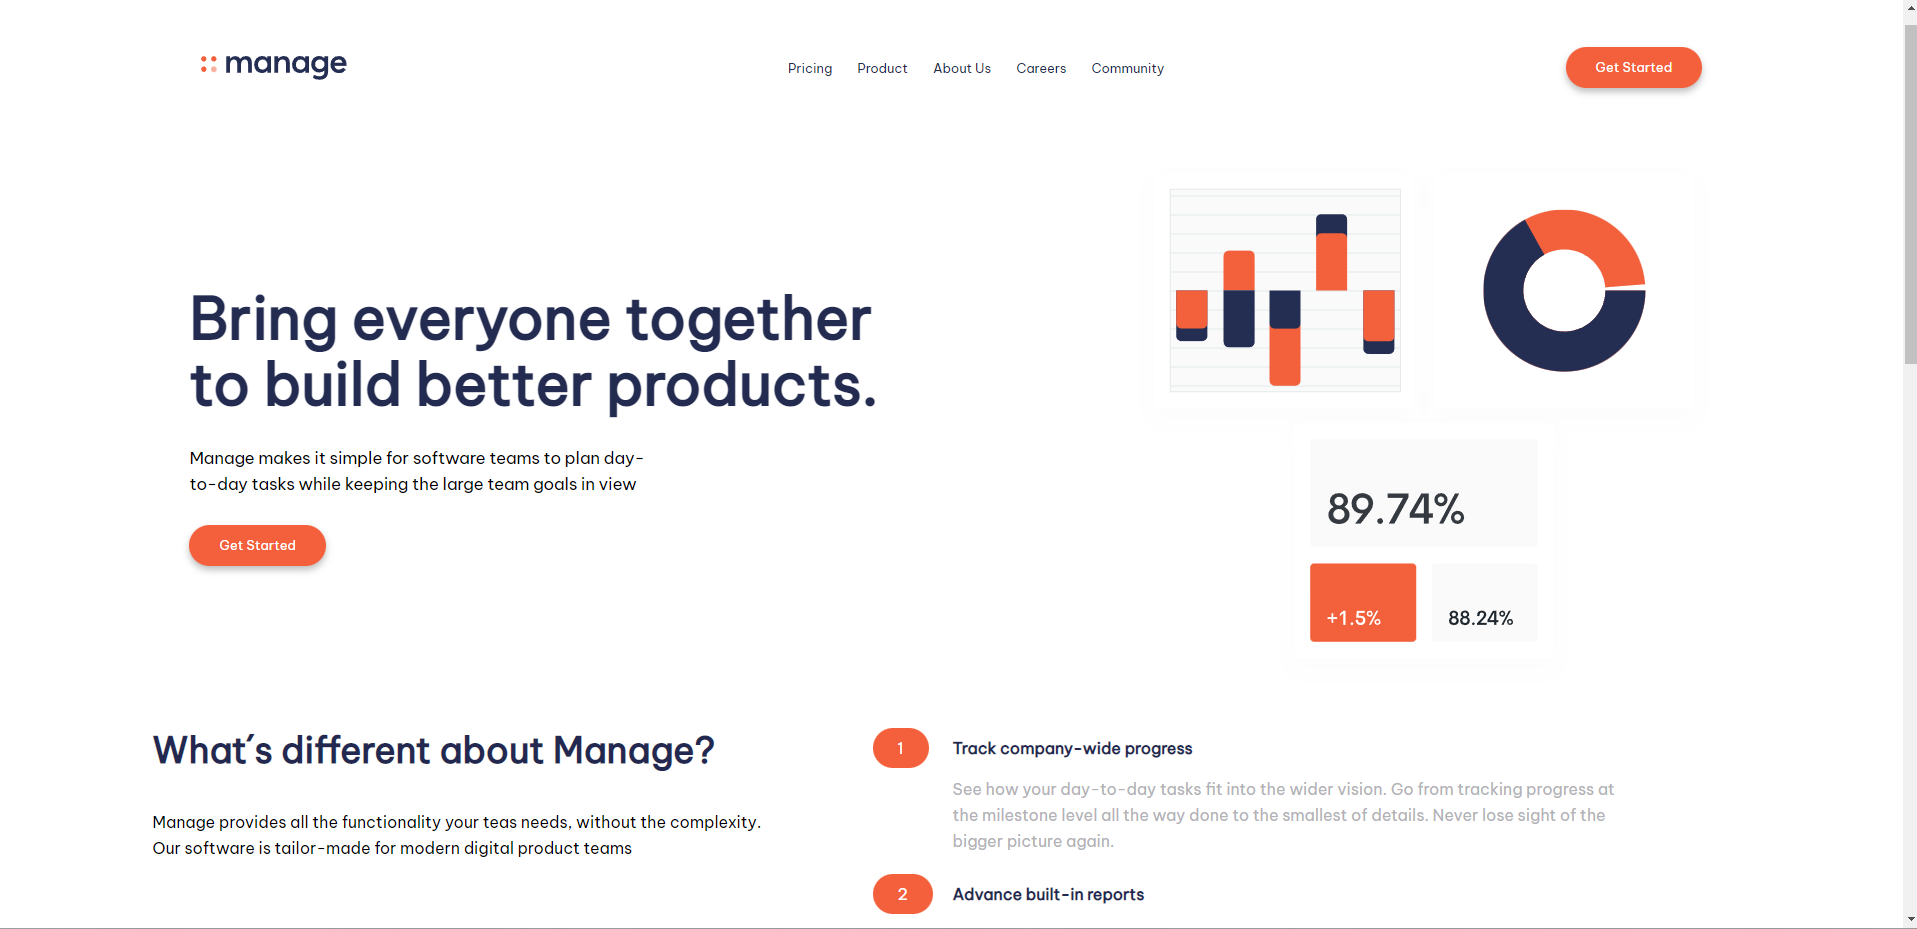 manage
Pricing Product About Us Careers Community
Get Started
Bring everyone together
to build better products.
Manage makes it simple for software teams to plan day-
to-day tasks while keeping the large team goals in view
Get Started
89.74%
+1.5%
88.24%
What´s different about Manage?
Manage provides all the functionality your teas needs, without the complexity.
Our software is tailor-made for modern digital product teams
1
Track company-wide progress
See how your day-to-day tasks fit into the wider vision. Go from tracking progress at
the milestone level all the way done to the smallest of details. Never lose sight of the
bigger picture again.
2
Advance built-in reports